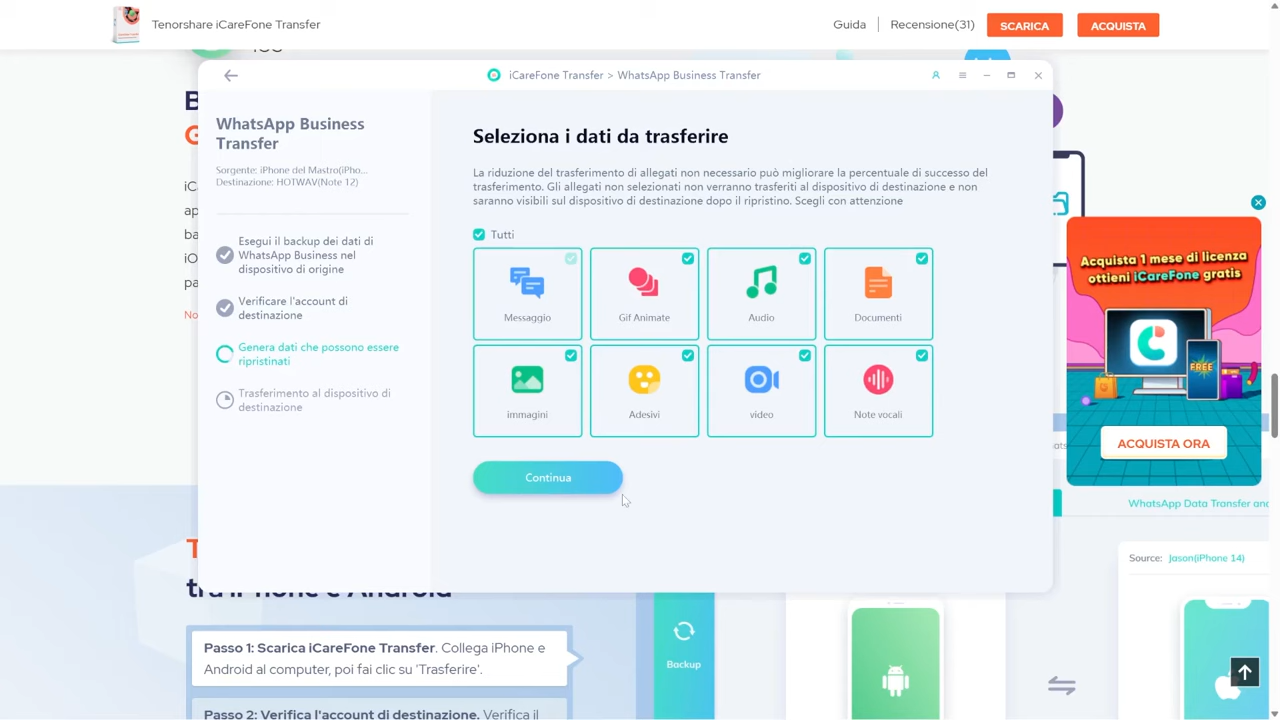 Tenorshare iCareFone Transfer
Guida
Recensione(31)
SCARICA
ACQUISTA
iCareFone Transfer > WhatsApp Business Transfer
WhatsApp Business
Transfer
Sorgente: iPhone del Mastro(iPho...
Destinazione: HOTWAV(Note 12)
Esegui il backup dei dati di
WhatsApp Business nel
dispositivo di origine
Verificare l'account di
destinazione
Genera dati che possono essere
ripristinati
Trasferimento al dispositivo di
destinazione
Seleziona i dati da trasferire
La riduzione del trasferimento di allegati non necessario può migliorare la percentuale di successo del
trasferimento. Gli allegati non selezionati non verranno trasferiti al dispositivo di destinazione e non
saranno visibili sul dispositivo di destinazione dopo il ripristino. Scegli con attenzione
Tutti
Messaggio
Gif Animate
Audio
Documenti
immagini
Adesivi
video
Note vocali
Continua
Acquista 1 mese di licenza
ottieni iCareFone gratis
FREE
ACQUISTA ORA
WhatsApp Data Transfer and
Source: Jason(iPhone 14)
tra iPhone e Android
Passo 1: Scarica iCareFone Transfer. Collega iPhone e
Android al computer, poi fai clic su 'Trasferire'.
Passo 2: Verifica l'account di destinazione. Verifica il
Backup